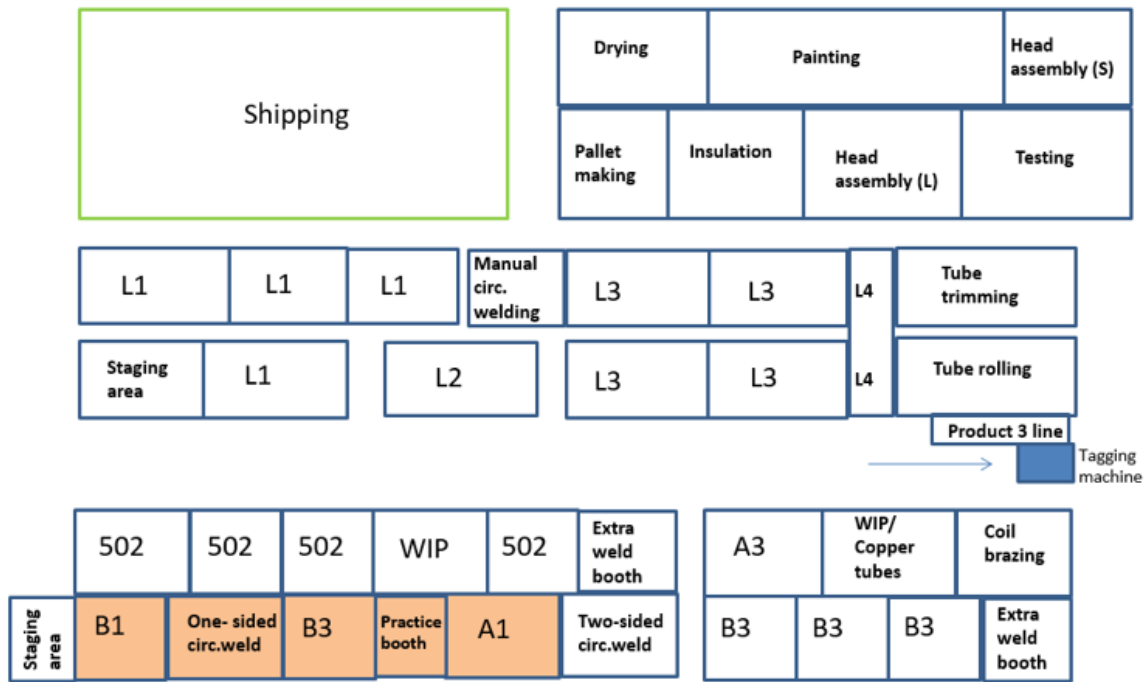 Shipping
Drying
Painting
Head
assembly (S)
Pallet
making
Insulation
Head
assembly (L)
Testing
L1
L1
L1
Manual
circ.
welding
L3
L3
L4
Tube
trimming
Staging
area
L1
L2
L3
L3
L4
Tube rolling
Product 3 line
Tagging
machine
502
502
502
WIP
502
Extra
weld
booth
A3
WIP/
Copper
tubes
Coil
brazing
Staging
area
B1
One- sided
circ.weld
B3
Practice
booth
A1
Two-sided
circ.weld
B3
B3
B3
Extra
weld
booth